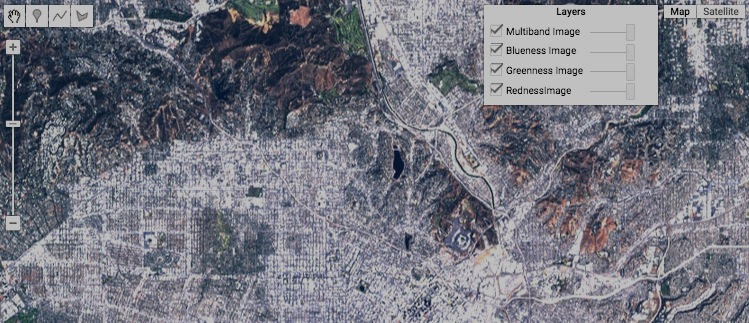 Layers
Map Satellite
Multiband Image
Blueness Image
Greenness Image
RednessImage